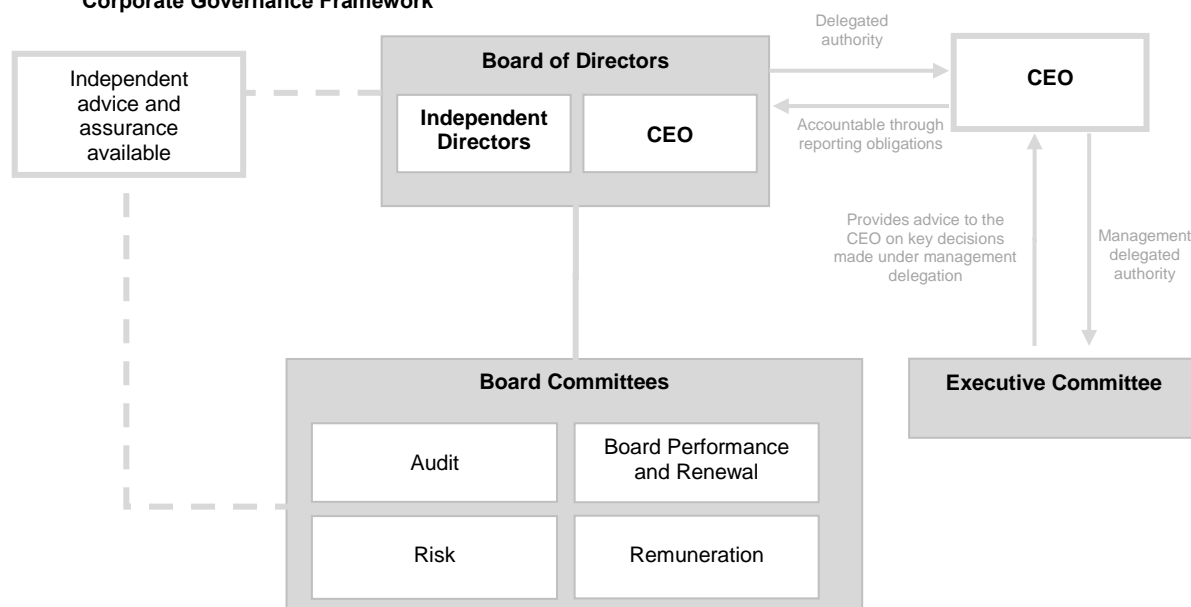 Corporate Governance Framework
Delegated
authority
Independent
advice and
assurance
available
Board of Directors
Independent
Directors
CEO
CEO
Accountable through
reporting obligations
Provides advice to the
CEO on key decisions
made under management
delegation
Management
delegated
authority
Board Committees
Executive Committee
Audit
Board Performance
and Renewal
Risk
Remuneration